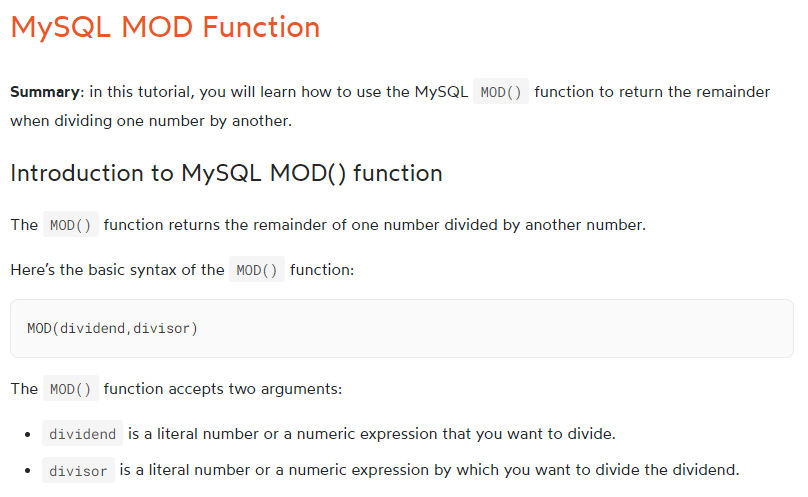 MySQL MOD Function
Summary: in this tutorial, you will learn how to use the MySQL MOD() function to return the remainder
when dividing one number by another.
Introduction to MySQL MOD() function
The MOD() function returns the remainder of one number divided by another number.
Here’s the basic syntax of the MOD() function:
MOD(dividend,divisor)
The MOD() function accepts two arguments:
• dividend is a literal number or a numeric expression that you want to divide.
• divisor is a literal number or a numeric expression by which you want to divide the dividend.